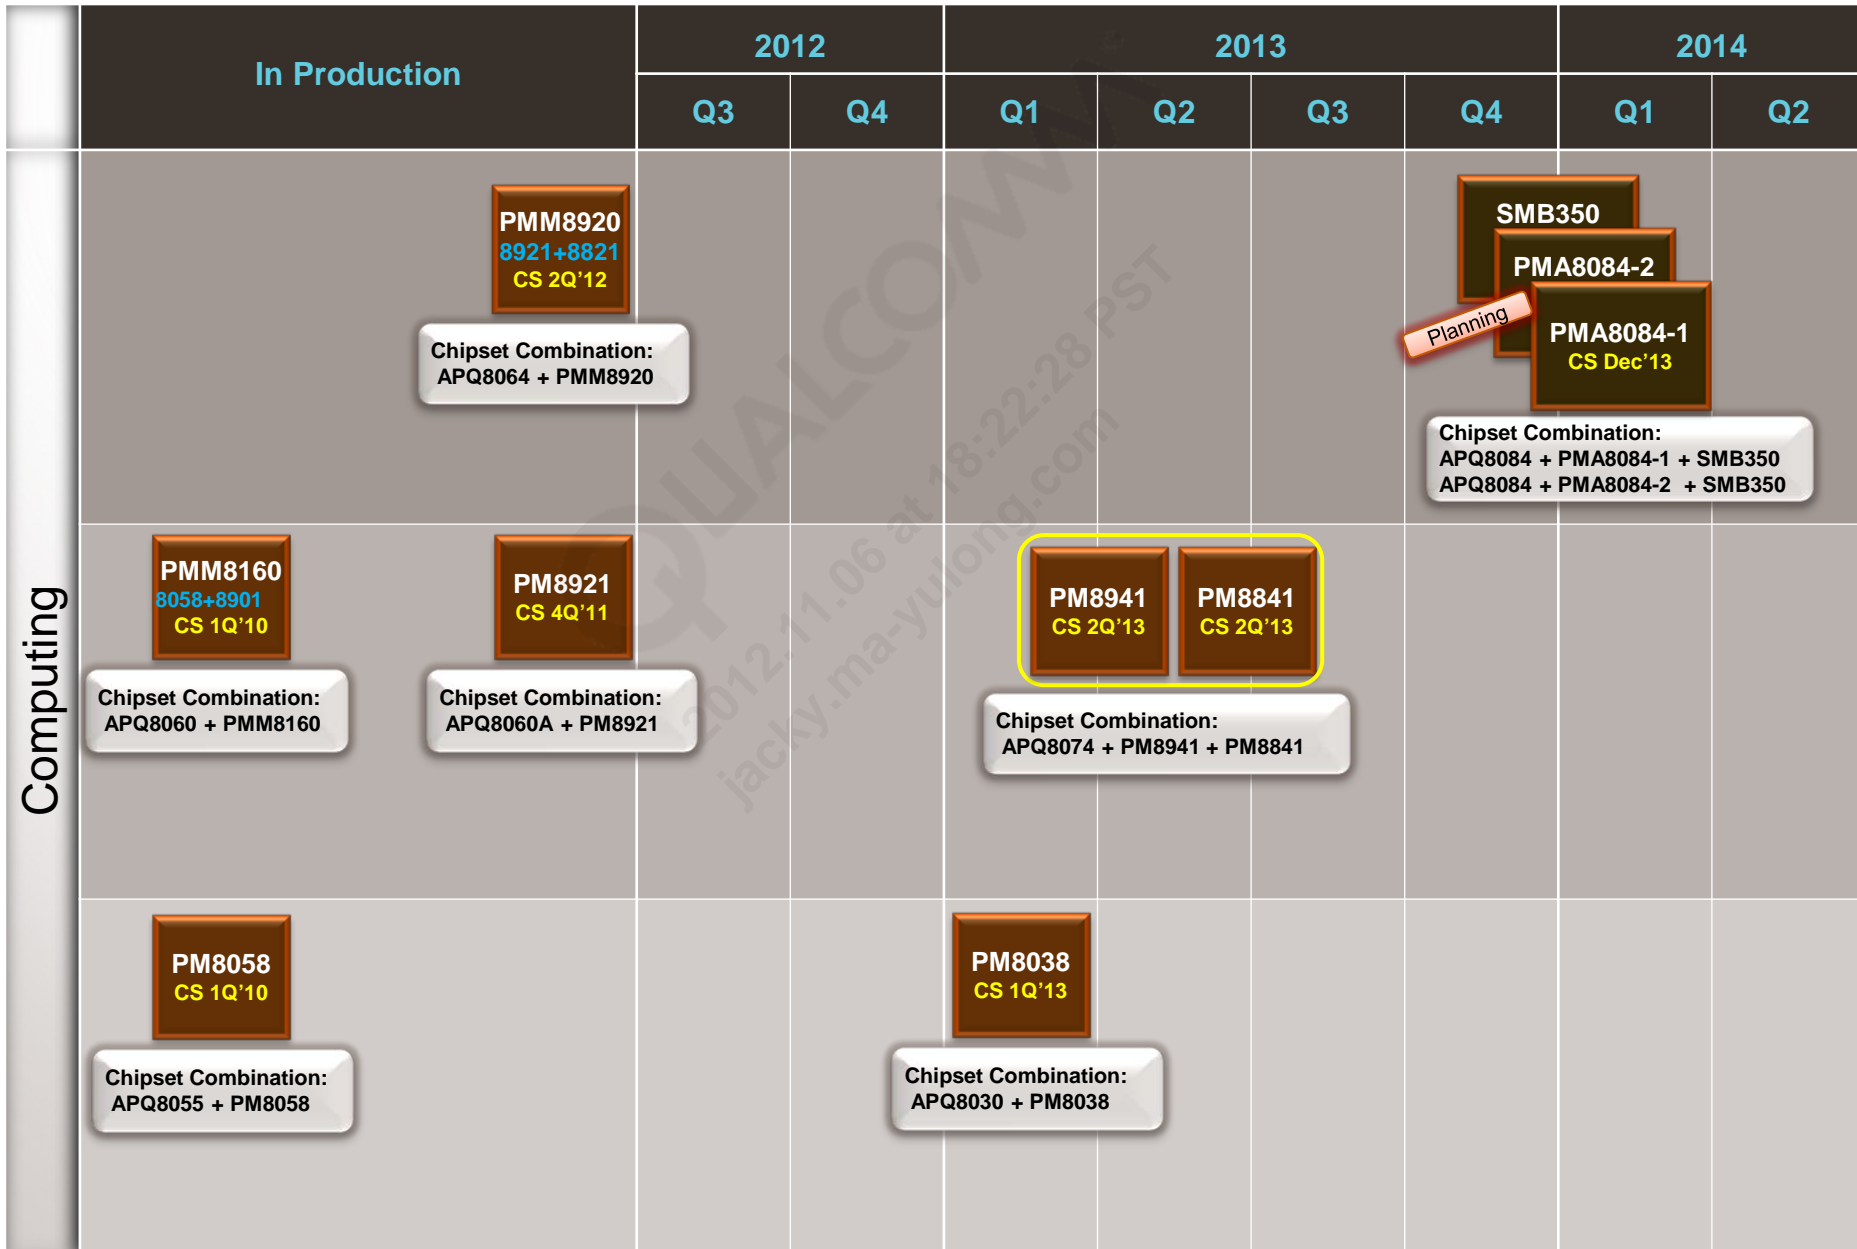 In Production
2012
2013
2014
Q3
Q4
Q1
Q2
Q3
Q4
Q1
Q2
Computing
PMM8920
8921+8821
CS 2Q'12
Chipset Combination:
APQ8064 + PMM8920
SMB350
PMA8084-2
Planning
PMA8084-1
CS Dec'13
Chipset Combination:
APQ8084 + PMA8084-1 + SMB350
APQ8084 + PMA8084-2 + SMB350
PMM8160
8058+8901
CS 1Q'10
Chipset Combination:
APQ8060 + PMM8160
PM8921
CS 4Q'11
Chipset Combination:
APQ8060A + PM8921
PM8941
CS 2Q'13
PM8841
CS 2Q'13
Chipset Combination:
APQ8074 + PM8941 + PM8841
PM8058
CS 1Q'10
Chipset Combination:
APQ8055 + PM8058
PM8038
CS 1Q'13
Chipset Combination:
APQ8030 + PM8038
QUALCOMM
2012.11.06 at 18:22:28 PST
jacky.ma-yulong.com